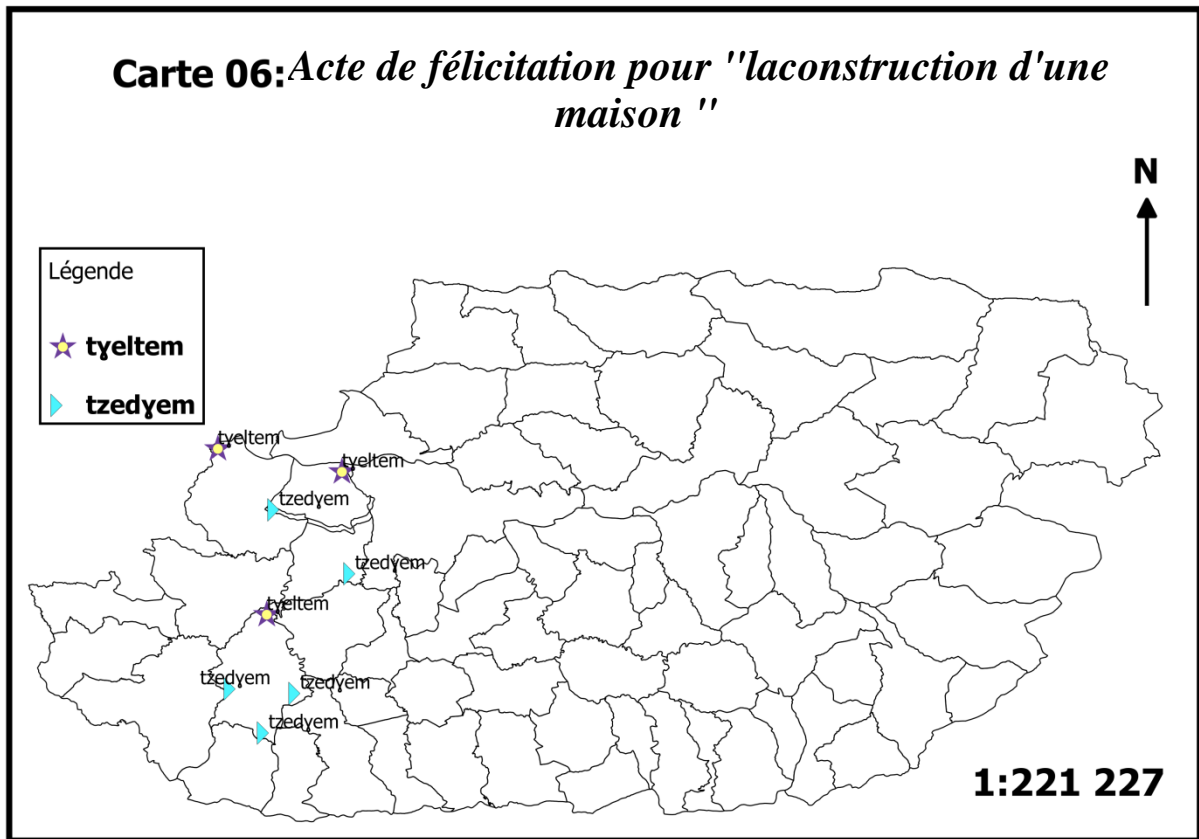 Carte 06: Acte de félicitation pour "laconstruction d'une
maison "
N
Légende
tɣeltem
tzedɣem
tɣeltem
tɣeltem
tzedɣem
tzedɣem
tɣeltem
tzedɣem
tzedɣem
tzedɣem
1:221 227